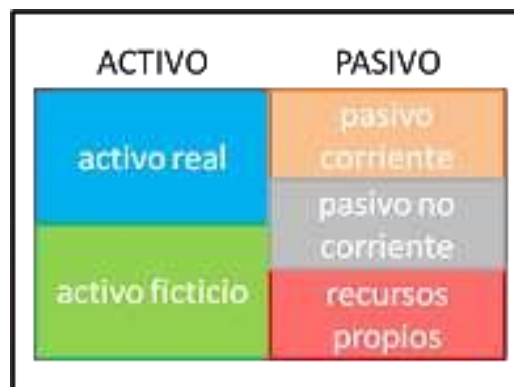 ACTIVO
PASIVO
activo real
pasivo
corriente
pasivo no
corriente
activo ficticio
recursos
propios